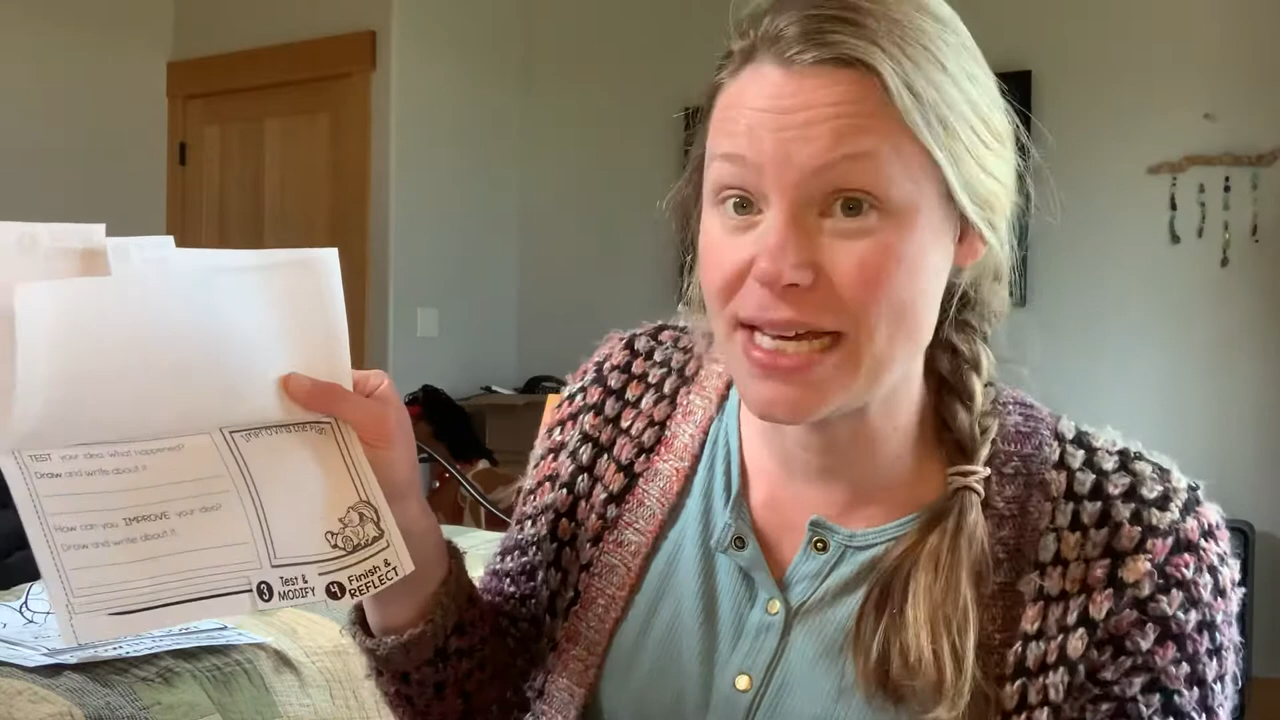 TEST your idea. What happened?
Draw and write about it.
How can you IMPROVE your idea?
Draw and write about it.
Improving the Plan
3 Test & MODIFY
4 Finish & REFLECT